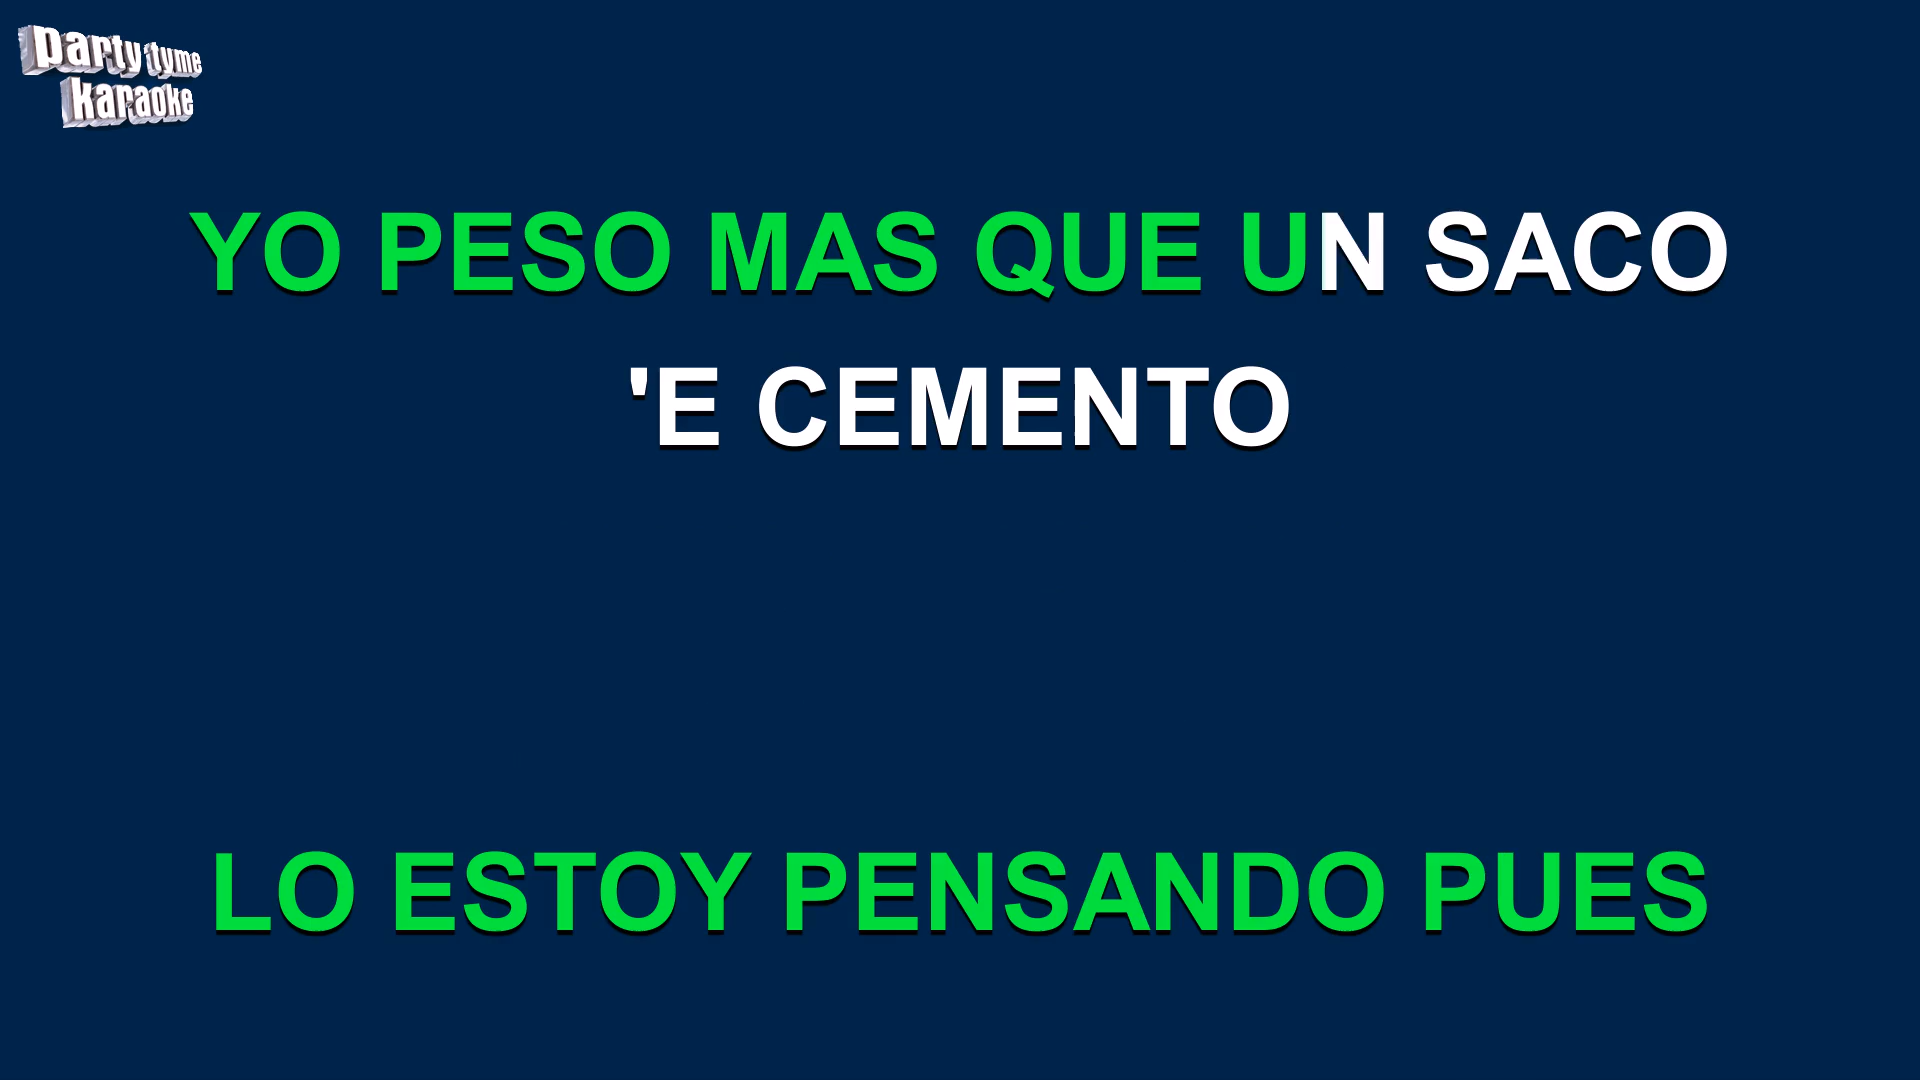 party tyme
karaoke
YO PESO MAS QUE UN SACO
'E CEMENTO
LO ESTOY PENSANDO PUES